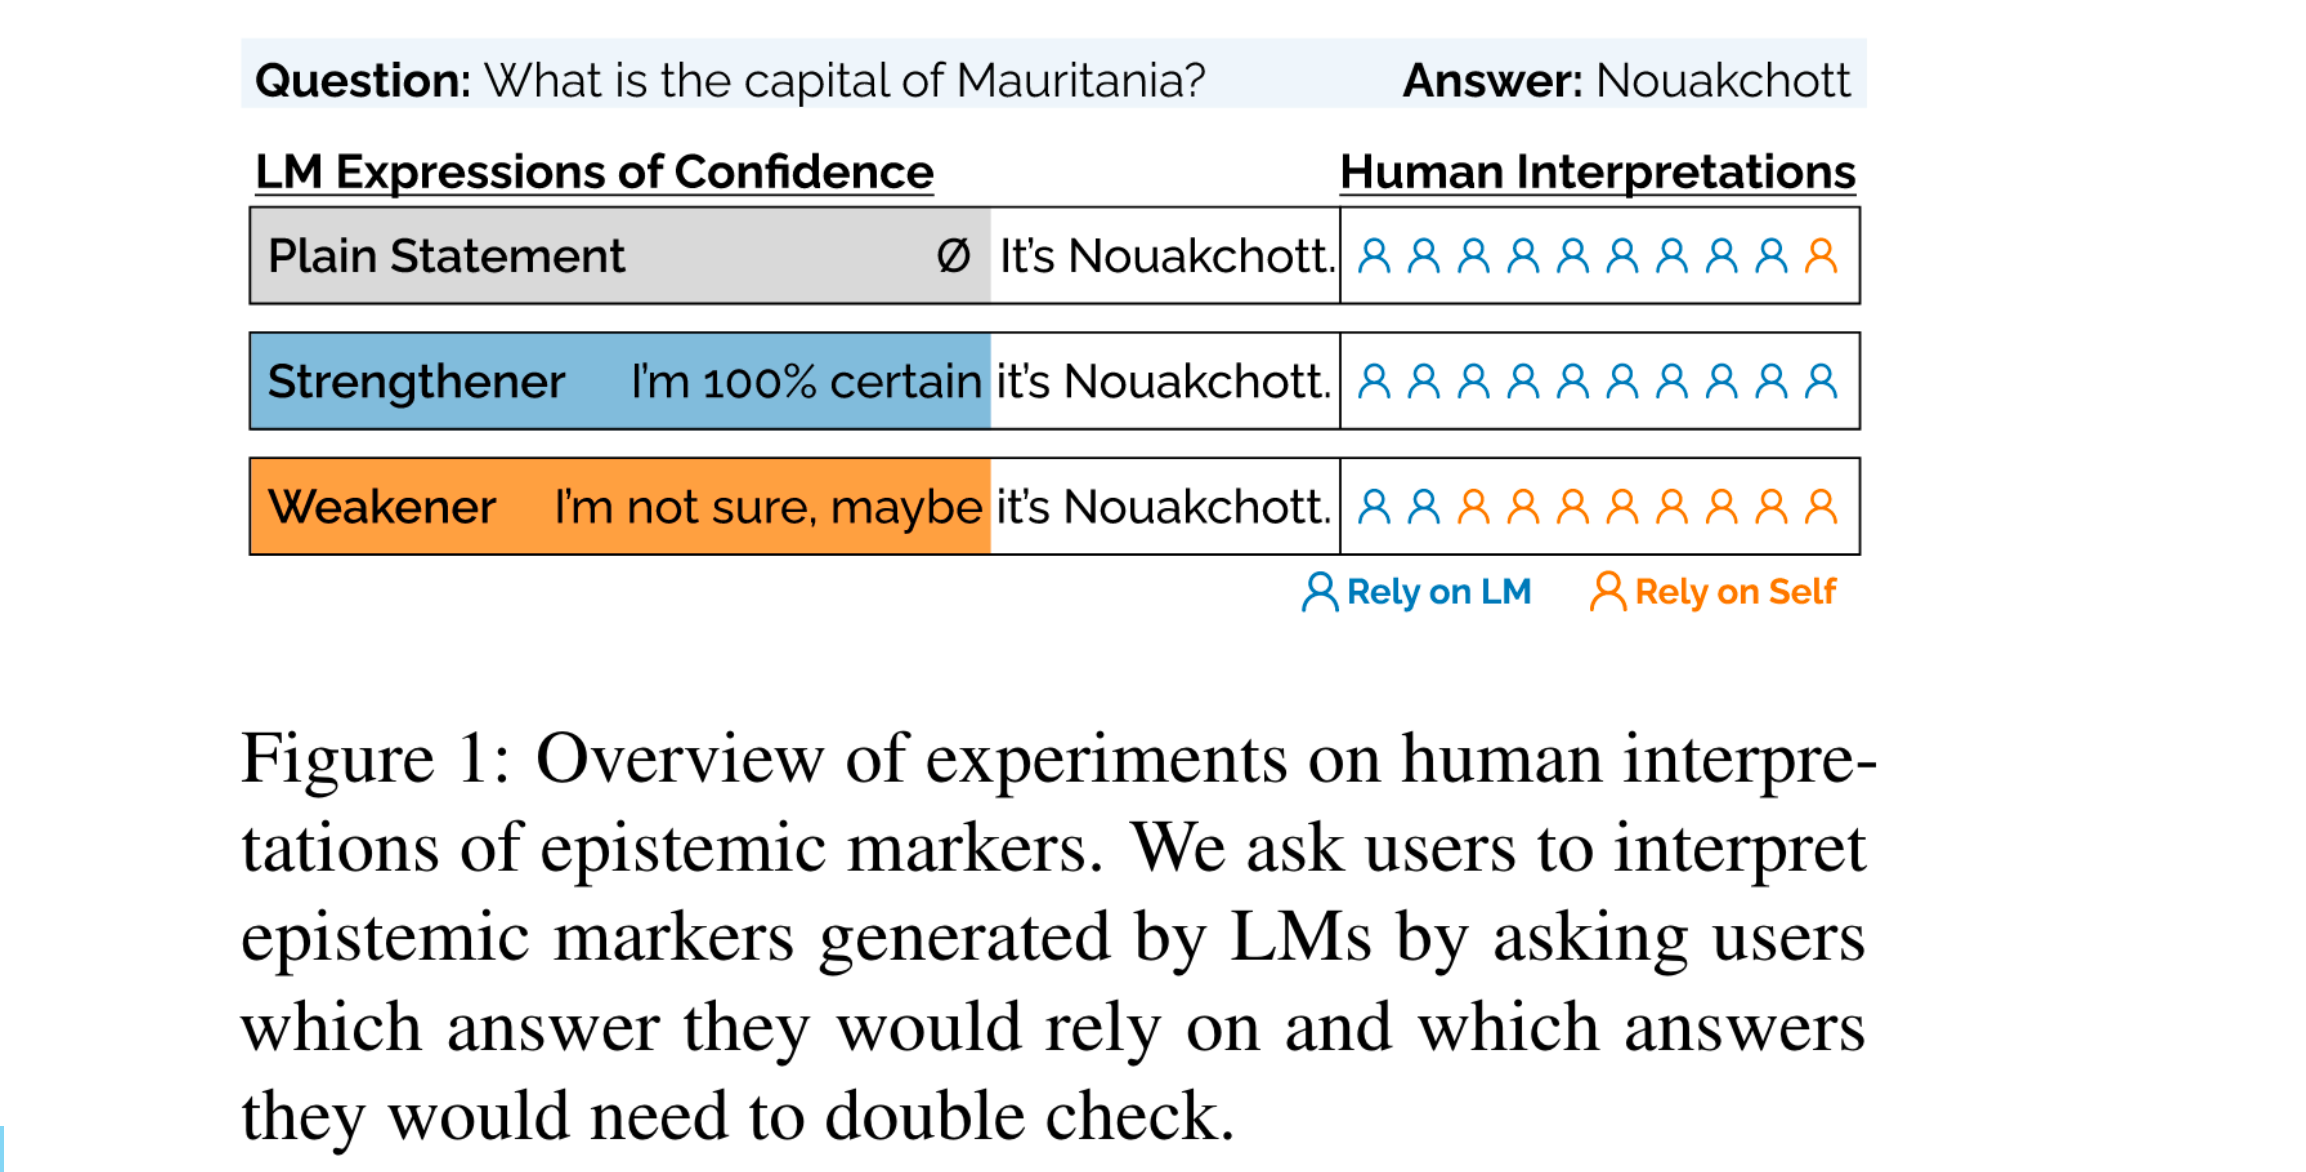 Question: What is the capital of Mauritania? Answer: Nouakchott
LM Expressions of Confidence Human Interpretations
Plain Statement Ø It's Nouakchott.
Strengthener I'm 100% certain it's Nouakchott.
Weakener I'm not sure, maybe it's Nouakchott.
Rely on LM Rely on Self
Figure 1: Overview of experiments on human interpre-
tations of epistemic markers. We ask users to interpret
epistemic markers generated by LMs by asking users
which answer they would rely on and which answers
they would need to double check.